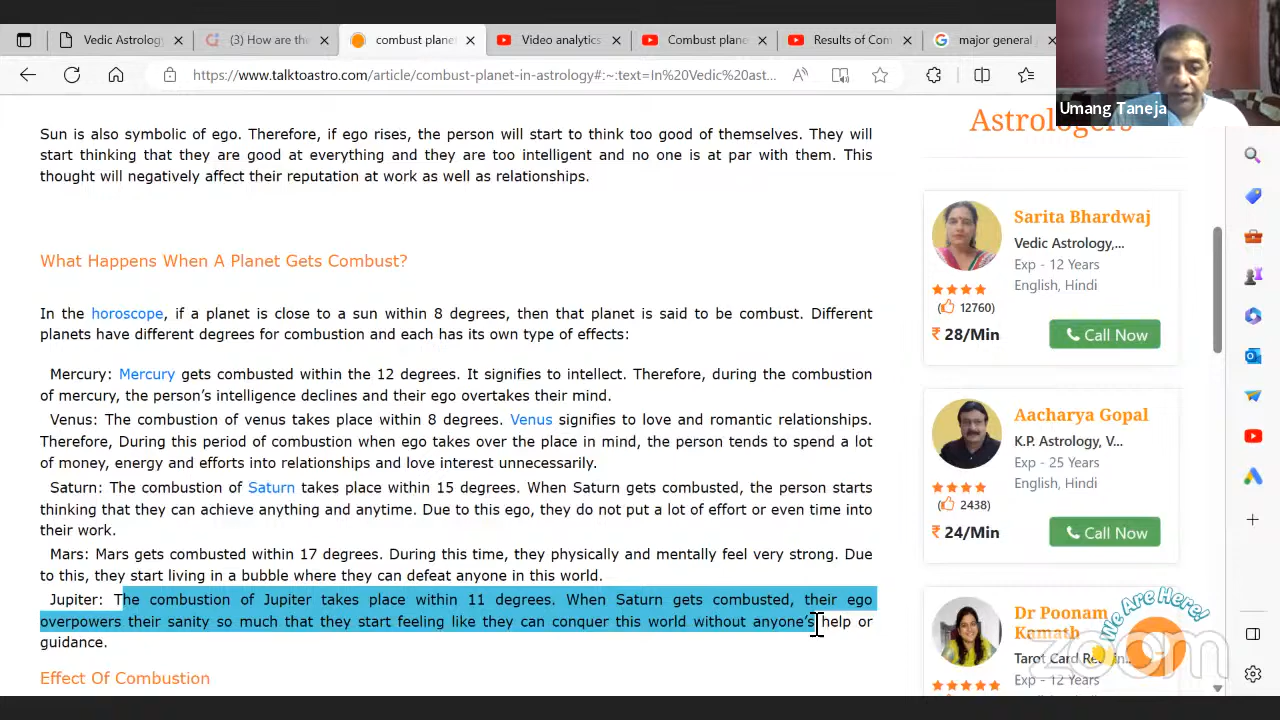 Vedic Astrology
(3) How are the
combust plane
Video analytics
Combust plane
Results of Com
major general
https://www.talktoastro.com/article/combust-planet-in-astrology#:~:text=In%20Vedic%20ast...
Umang Taneja
Astrologers
Sun is also symbolic of ego. Therefore, if ego rises, the person will start to think too good of themselves. They will
start thinking that they are good at everything and they are too intelligent and no one is at par with them. This
thought will negatively affect their reputation at work as well as relationships.
What Happens When A Planet Gets Combust?
In the horoscope, if a planet is close to a sun within 8 degrees, then that planet is said to be combust. Different
planets have different degrees for combustion and each has its own type of effects:
Mercury: Mercury gets combusted within the 12 degrees. It signifies to intellect. Therefore, during the combustion
of mercury, the person's intelligence declines and their ego overtakes their mind.
Venus: The combustion of venus takes place within 8 degrees. Venus signifies to love and romantic relationships.
Therefore, During this period of combustion when ego takes over the place in mind, the person tends to spend a lot
of money, energy and efforts into relationships and love interest unnecessarily.
Saturn: The combustion of Saturn takes place within 15 degrees. When Saturn gets combusted, the person starts
thinking that they can achieve anything and anytime. Due to this ego, they do not put a lot of effort or even time into
their work.
Mars: Mars gets combusted within 17 degrees. During this time, they physically and mentally feel very strong. Due
to this, they start living in a bubble where they can defeat anyone in this world.
Jupiter: The combustion of Jupiter takes place within 11 degrees. When Saturn gets combusted, their ego
overpowers their sanity so much that they start feeling like they can conquer this world without anyone's help or
guidance.
Effect Of Combustion
Sarita Bhardwaj
Vedic Astrology,...
Exp - 12 Years
English, Hindi
(12760)
₹ 28/Min
Call Now
Aacharya Gopal
K.P. Astrology, V...
Exp - 25 Years
English, Hindi
(2438)
₹ 24/Min
Call Now
Dr Poonam
Kamath
Tarot Card Readin...
Exp - 12 Years
We Are Here!
zoom